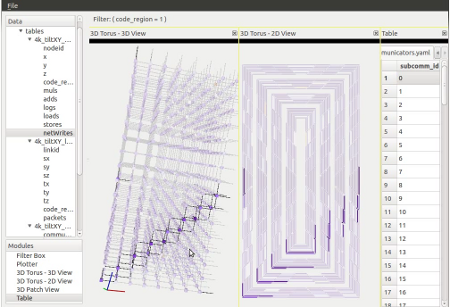 File
Data
Filter: ( code_region = 1 )
tables
4k_tiltXY_...
nodeid
x
y
z
code_re...
muls
adds
logs
loads
stores
netWrites
4k_tiltXY_l...
linkid
sx
sy
sz
tx
ty
tz
code_re...
packets
4k_tiltXY_...
commu...
Modules
Filter Box
Plotter
3D Torus - 3D View
3D Torus - 2D View
3D Patch View
Table
3D Torus - 3D View
3D Torus - 2D View
Table
municators.yaml
subcomm_id
1 0
2 1
3 2
4 3
5 4
6 5
7 6
8 7
9 8
10 9
11 10
12 11
13 12
14 13
15 14
16 15
17 16
18 17